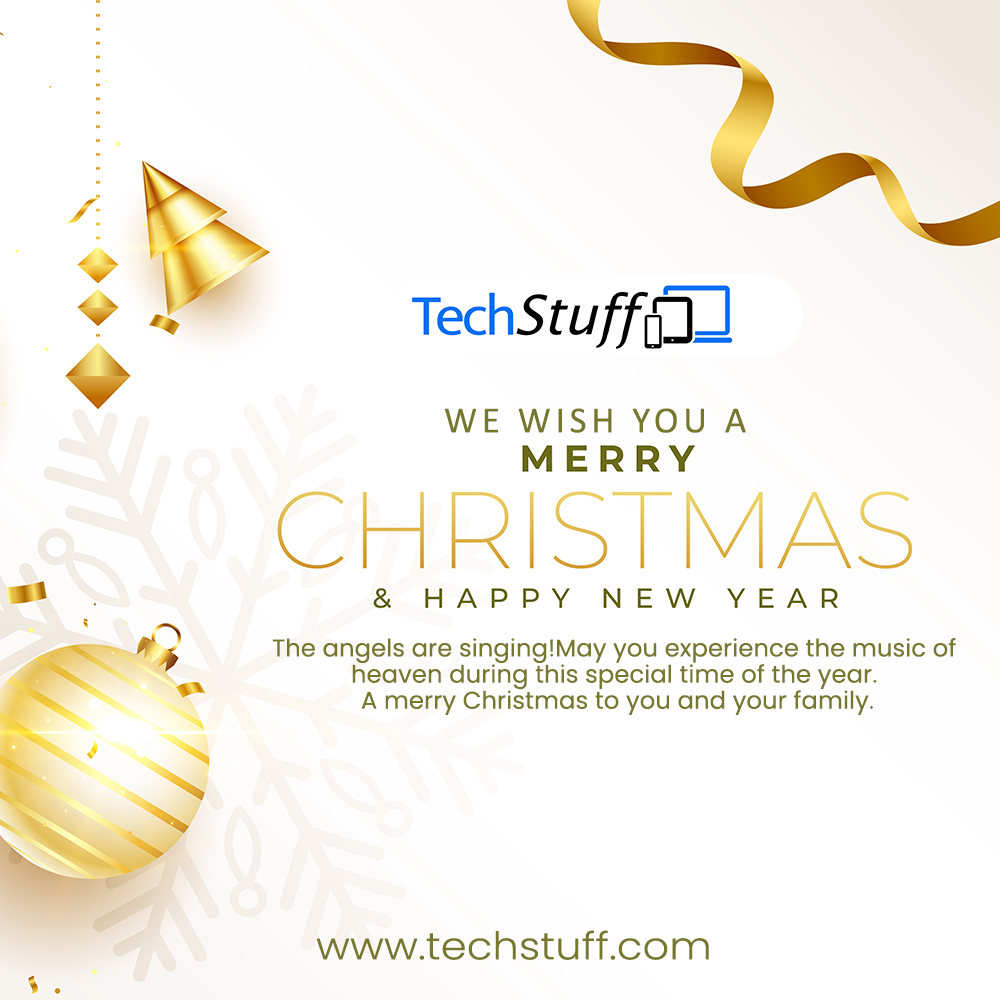 TechStuff
WE WISH YOU A
MERRY
CHRISTMAS
& HAPPY NEW YEAR
The angels are singing!May you experience the music of
heaven during this special time of the year.
A merry Christmas to you and your family.
www.techstuff.com